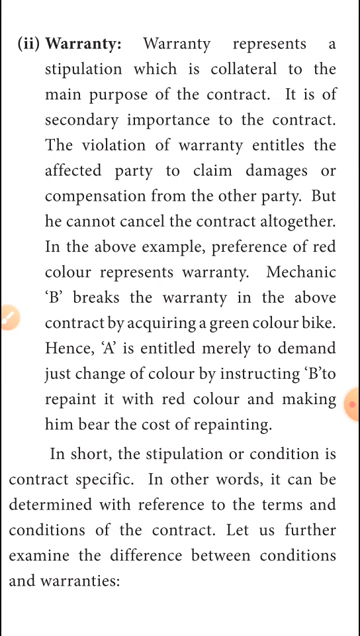 (ii) Warranty: Warranty represents a
stipulation which is collateral to the
main purpose of the contract. It is of
secondary importance to the contract.
The violation of warranty entitles the
affected party to claim damages or
compensation from the other party. But
he cannot cancel the contract altogether.
In the above example, preference of red
colour represents warranty. Mechanic
‘B’ breaks the warranty in the above
contract by acquiring a green colour bike.
Hence, ‘A’ is entitled merely to demand
just change of colour by instructing ‘B’to
repaint it with red colour and making
him bear the cost of repainting.
In short, the stipulation or condition is
contract specific. In other words, it can be
determined with reference to the terms and
conditions of the contract. Let us further
examine the difference between conditions
and warranties: